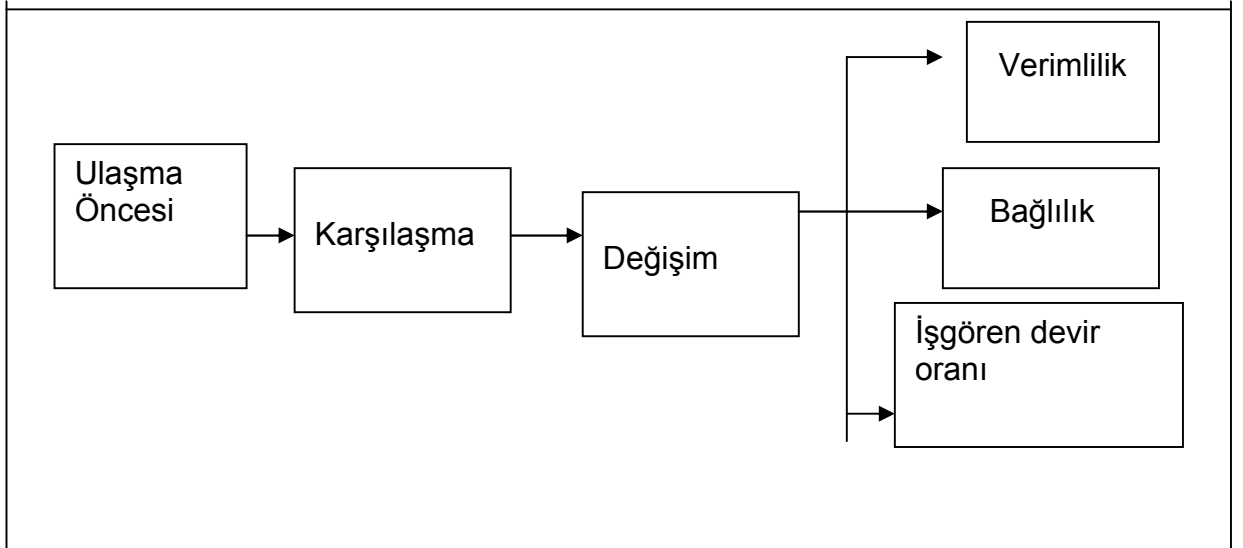 Ulaşma
Öncesi
Karşılaşma
Değişim
Verimlilik
Bağlılık
İşgören devir
oranı